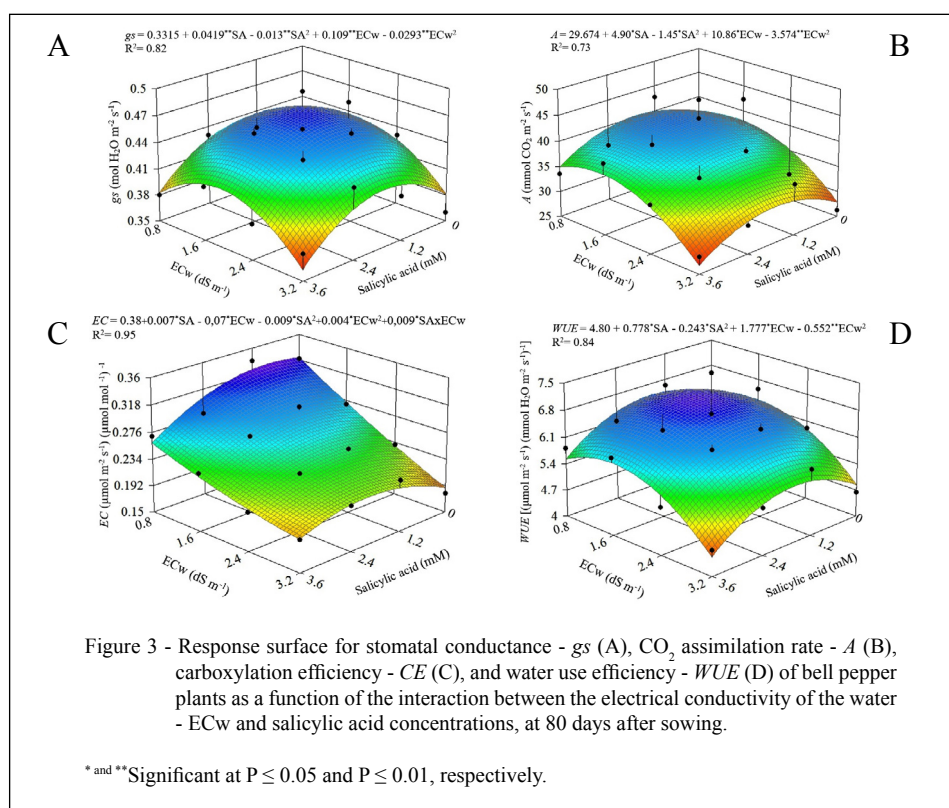 A
gs = 0.3315 + 0.0419**SA - 0.013**SA² + 0.109**ECw - 0.0293**ECw²
R²= 0.82
0.5
0.47
0.44
0.41
0.38
0.35
gs (mol H₂O m⁻² s⁻¹)
0.8
1.6
2.4
3.2
ECw (dS m⁻¹)
3.6
2.4
1.2
0
Salicylic acid (mM)
B
A = 29.674 + 4.90*SA - 1.45*SA² + 10.86*ECw - 3.574**ECw²
R²= 0.73
50
45
40
35
30
25
A (mmol CO₂ m⁻² s⁻¹)
0.8
1.6
2.4
3.2
ECw (dS m⁻¹)
3.6
2.4
1.2
0
Salicylic acid (mM)
C
EC = 0.38+0.007*SA - 0,07*ECw - 0.009*SA²+0.004*ECw²+0,009*SAxECw
R²= 0.95
0.36
0.318
0.276
0.234
0.192
0.15
EC (µmol m⁻² s⁻¹) (µmol mol⁻¹)⁻¹
0.8
1.6
2.4
3.2
ECw (dS m⁻¹)
3.6
2.4
1.2
0
Salicylic acid (mM)
D
WUE = 4.80 + 0.778*SA - 0.243*SA² + 1.777*ECw - 0.552**ECw²
R²= 0.84
7.5
6.8
6.1
5.4
4.7
4
WUE [(µmol m⁻² s⁻¹) (mmol H₂O m⁻² s⁻¹)⁻¹]
0.8
1.6
2.4
3.2
ECw (dS m⁻¹)
3.6
2.4
1.2
0
Salicylic acid (mM)
Figure 3 - Response surface for stomatal conductance - gs (A), CO₂ assimilation rate - A (B),
carboxylation efficiency - CE (C), and water use efficiency - WUE (D) of bell pepper
plants as a function of the interaction between the electrical conductivity of the water
- ECw and salicylic acid concentrations, at 80 days after sowing.
* and **Significant at P ≤ 0.05 and P ≤ 0.01, respectively.